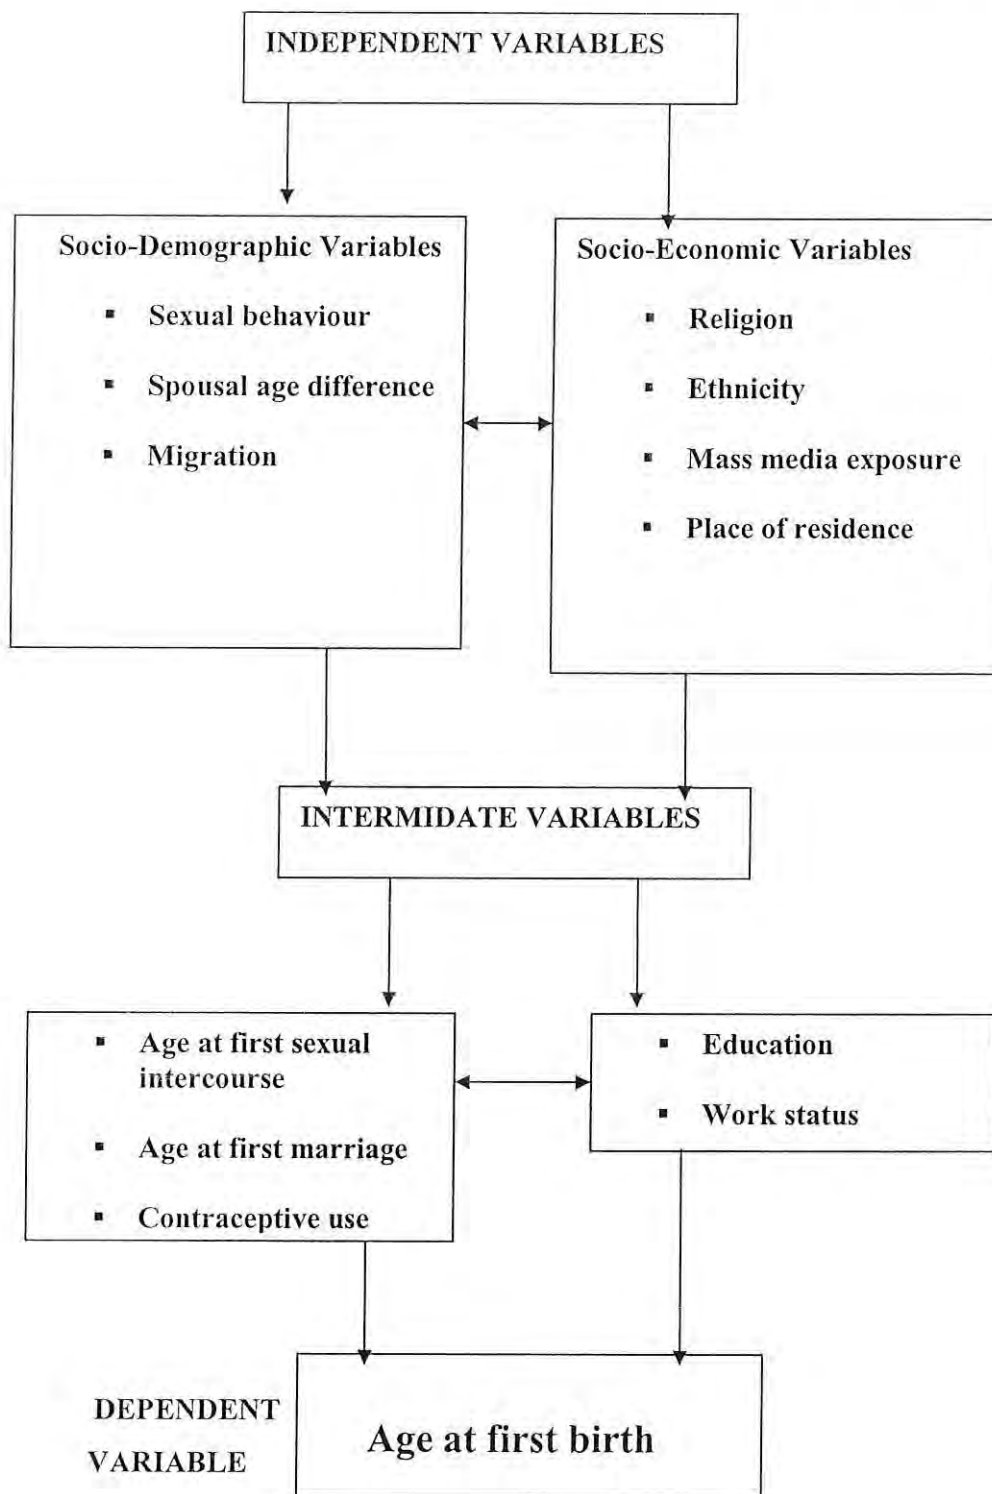 INDEPENDENT VARIABLES
Socio-Demographic Variables
▪ Sexual behaviour
▪ Spousal age difference
▪ Migration
Socio-Economic Variables
▪ Religion
▪ Ethnicity
▪ Mass media exposure
▪ Place of residence
INTERMIDATE VARIABLES
▪ Age at first sexual
intercourse
▪ Age at first marriage
▪ Contraceptive use
▪ Education
▪ Work status
DEPENDENT
VARIABLE
Age at first birth